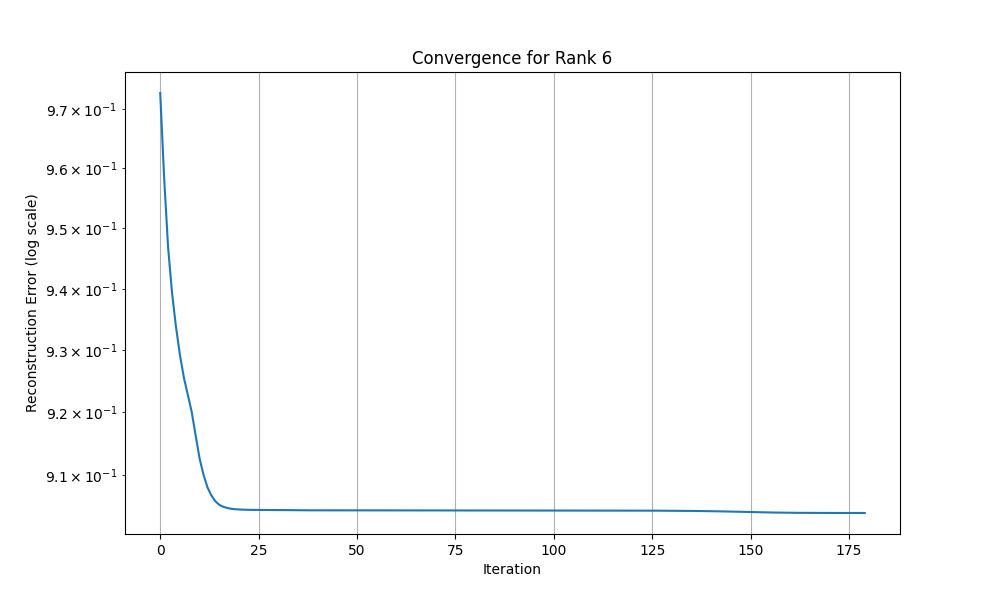 Convergence for Rank 6
Reconstruction Error (log scale)
9.7 × 10⁻¹
9.6 × 10⁻¹
9.5 × 10⁻¹
9.4 × 10⁻¹
9.3 × 10⁻¹
9.2 × 10⁻¹
9.1 × 10⁻¹
0 25 50 75 100 125 150 175
Iteration